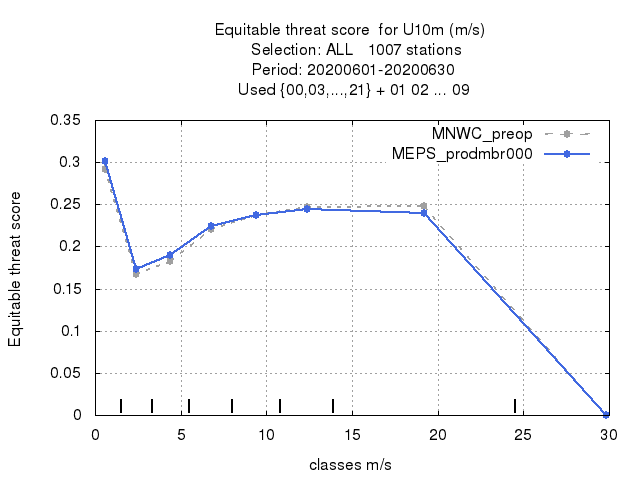 Equitable threat score  for U10m (m/s)
Selection: ALL   1007 stations
Period: 20200601-20200630
Used {00,03,...,21} + 01 02 ... 09
MNWC_preop
MEPS_prodmbr000
Equitable threat score
0.35
0.3
0.25
0.2
0.15
0.1
0.05
0
0 5 10 15 20 25 30
classes m/s